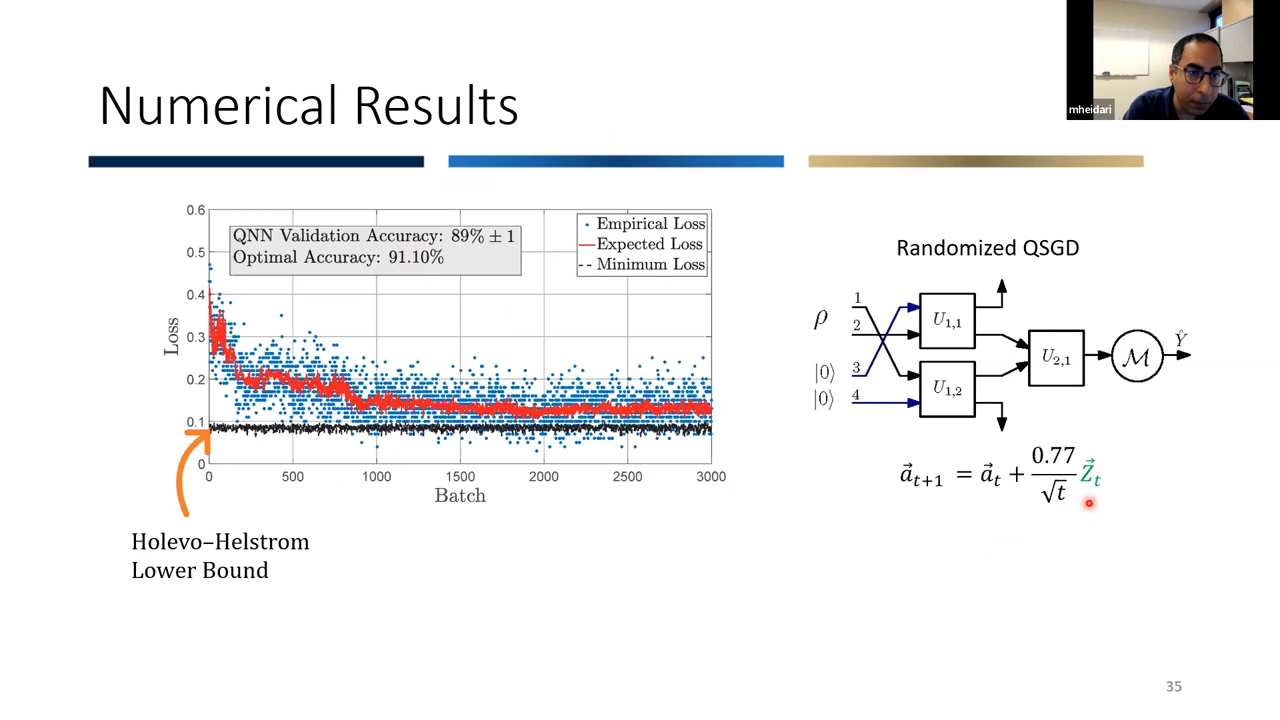 mheidari
Numerical Results
0.6
0.5
0.4
0.3
0.2
0.1
0
Loss
QNN Validation Accuracy: 89% ± 1
Optimal Accuracy: 91.10%
Empirical Loss
Expected Loss
Minimum Loss
0 500 1000 1500 2000 2500 3000
Batch
Holevo–Helstrom
Lower Bound
Randomized QSGD
ρ
1
2
|0⟩ 3
|0⟩ 4
U₁,₁
U₁,₂
U₂,₁
ℳ
Ŷ
a⃗ₜ₊₁ = a⃗ₜ + 0.77/√t Z⃗ₜ
35